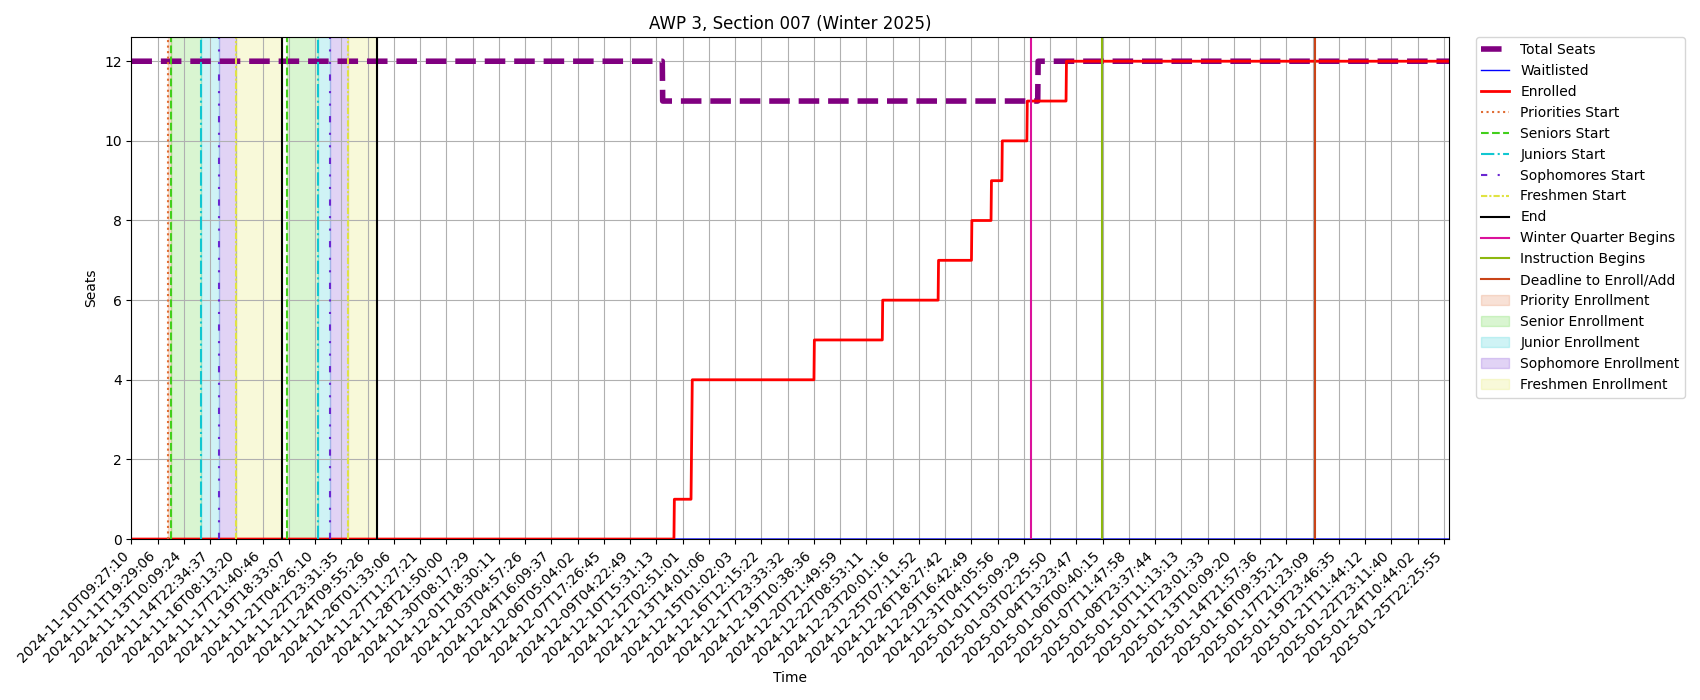 AWP 3, Section 007 (Winter 2025)
Seats
12
10
8
6
4
2
0
2024-11-10T09:27:10
2024-11-11T19:29:06
2024-11-13T10:09:24
2024-11-14T22:34:37
2024-11-16T08:13:20
2024-11-17T21:40:46
2024-11-19T18:33:07
2024-11-21T04:26:10
2024-11-22T22:31:35
2024-11-24T09:55:26
2024-11-26T01:33:06
2024-11-27T11:27:21
2024-11-28T21:50:00
2024-11-30T08:17:29
2024-12-01T18:30:11
2024-12-03T04:57:26
2024-12-04T16:09:37
2024-12-06T05:04:02
2024-12-07T17:26:45
2024-12-09T04:22:49
2024-12-10T15:31:13
2024-12-12T02:51:01
2024-12-13T14:01:06
2024-12-15T01:02:03
2024-12-16T12:15:22
2024-12-17T23:33:32
2024-12-19T10:38:36
2024-12-20T21:49:59
2024-12-22T08:53:11
2024-12-23T20:01:16
2024-12-25T07:11:52
2024-12-26T18:27:42
2024-12-29T16:42:49
2024-12-31T04:05:56
2025-01-01T15:09:29
2025-01-03T02:25:50
2025-01-04T13:23:47
2025-01-06T00:40:15
2025-01-07T11:47:58
2025-01-08T23:37:44
2025-01-10T11:13:13
2025-01-11T23:01:33
2025-01-13T10:09:20
2025-01-14T21:57:36
2025-01-16T09:35:21
2025-01-17T21:23:09
2025-01-19T23:46:35
2025-01-21T11:44:12
2025-01-22T23:11:40
2025-01-24T10:44:02
2025-01-25T22:25:55
Time
Total Seats
Waitlisted
Enrolled
Priorities Start
Seniors Start
Juniors Start
Sophomores Start
Freshmen Start
End
Winter Quarter Begins
Instruction Begins
Deadline to Enroll/Add
Priority Enrollment
Senior Enrollment
Junior Enrollment
Sophomore Enrollment
Freshmen Enrollment